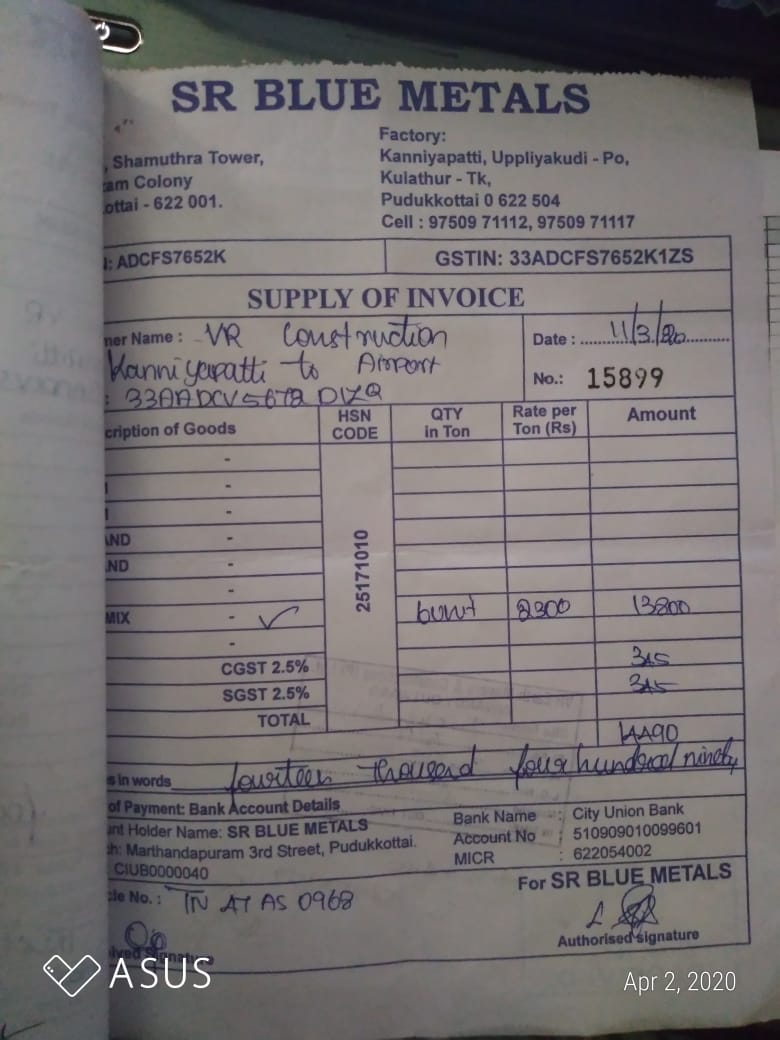 SR BLUE METALS
, Shamuthra Tower,
am Colony
ottai - 622 001.
Factory:
Kanniyapatti, Uppliyakudi - Po,
Kulathur - Tk,
Pudukkottai 0 622 504
Cell : 97509 71112, 97509 71117
: ADCFS7652K
GSTIN: 33ADCFS7652K1ZS
SUPPLY OF INVOICE
mer Name : VR Construction
Kanniyapatti to Airport
Date : 11/3/20
No.: 15899
cription of Goods HSN CODE QTY in Ton Rate per Ton (Rs) Amount
-
-
-
AND -
ND -
-
25171010
MIX - ✓ 2300 13800
-
CGST 2.5% 345
SGST 2.5% 345
TOTAL 14490
s in words fourteen thousand four hundred ninety
of Payment: Bank Account Details
unt Holder Name: SR BLUE METALS
h: Marthandapuram 3rd Street, Pudukkottai.
: CIUB0000040
Bank Name : City Union Bank
Account No : 510909010099601
MICR : 622054002
cle No. : TN AT AS 0968
For SR BLUE METALS
ived Signature
Authorised signature
ASUS
Apr 2, 2020